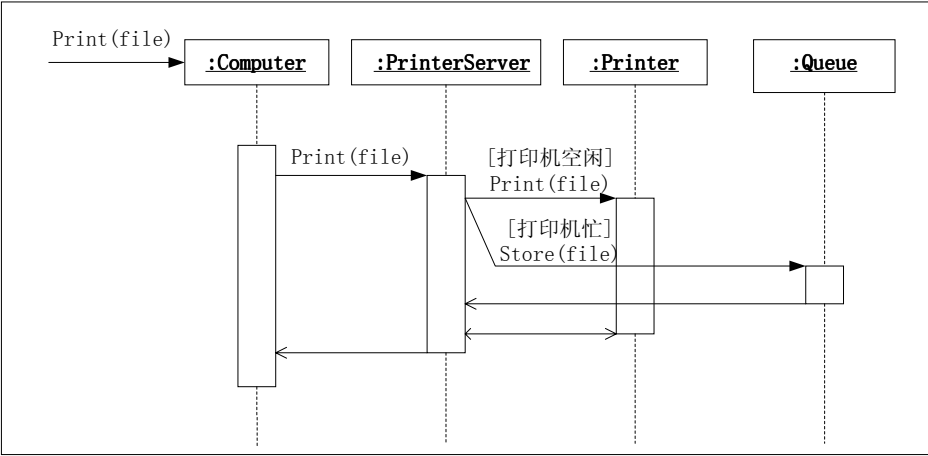 Print(file)
:Computer
:PrinterServer
:Printer
:Queue
Print(file)
[打印机空闲]
Print(file)
[打印机忙]
Store(file)